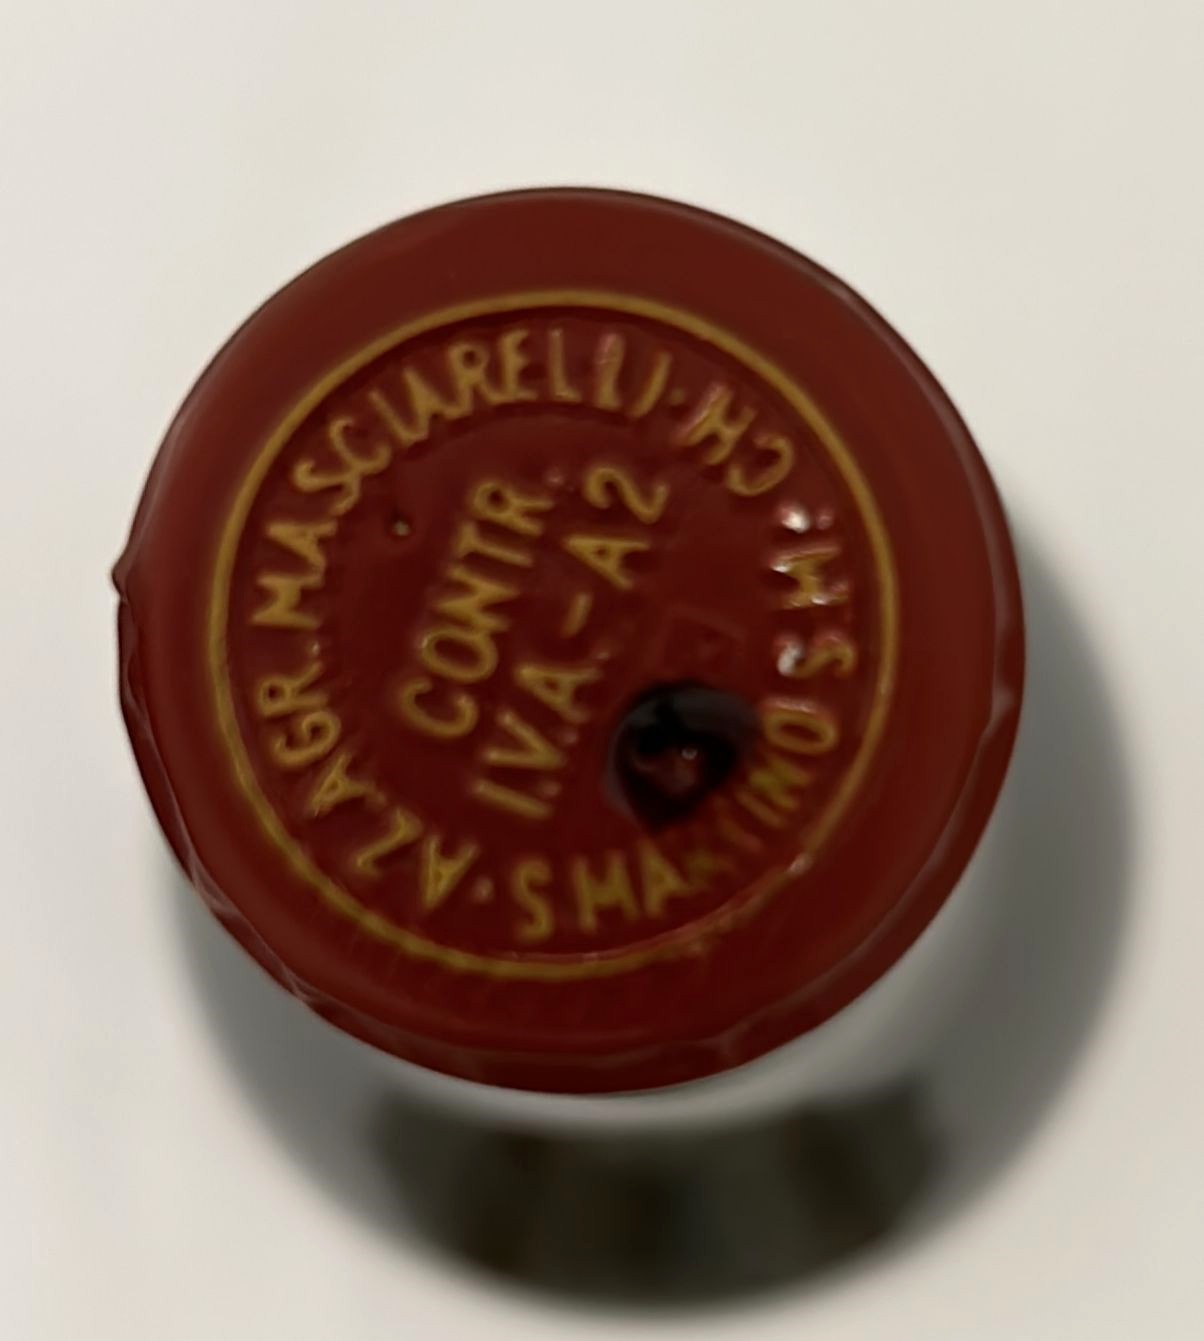 AZ.AGR.MASCIARELLI·
S MARTINO S M. CH
CONTR.
I.V.A.-A2